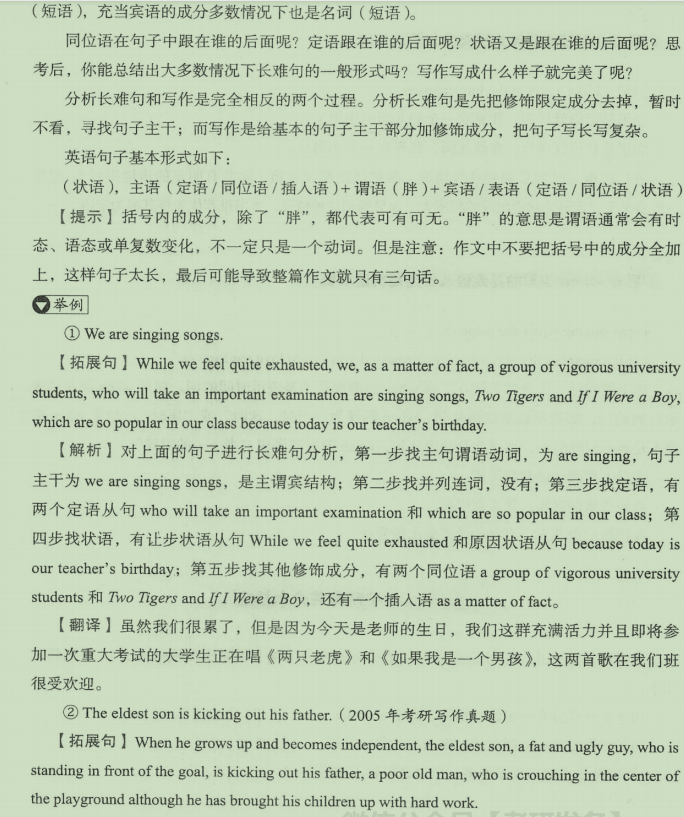 （短语），充当宾语的成分多数情况下也是名词（短语）。
同位语在句子中跟在谁的后面呢？定语跟在谁的后面呢？状语又是跟在谁的后面呢？思
考后，你能总结出大多数情况下长难句的一般形式吗？写作写成什么样子就完美了呢？
分析长难句和写作是完全相反的两个过程。分析长难句是先把修饰限定成分去掉，暂时
不看，寻找句子主干；而写作是给基本的句子主干部分加修饰成分，把句子写长写复杂。
英语句子基本形式如下：
（状语），主语（定语/同位语/插入语）+谓语（胖）+宾语/表语（定语/同位语/状语）
【提示】括号内的成分，除了“胖”，都代表可有可无。“胖”的意思是谓语通常会有时
态、语态或单复数变化，不一定只是一个动词。但是注意：作文中不要把括号中的成分全加
上，这样句子太长，最后可能导致整篇作文就只有三句话。
举例
① We are singing songs.
【拓展句】While we feel quite exhausted, we, as a matter of fact, a group of vigorous university
students, who will take an important examination are singing songs, Two Tigers and If I Were a Boy,
which are so popular in our class because today is our teacher's birthday.
【解析】对上面的句子进行长难句分析，第一步找主句谓语动词，为 are singing，句子
主干为 we are singing songs，是主谓宾结构；第二步找并列连词，没有；第三步找定语，有
两个定语从句 who will take an important examination 和 which are so popular in our class；第
四步找状语，有让步状语从句 While we feel quite exhausted 和原因状语从句 because today is
our teacher's birthday；第五步找其他修饰成分，有两个同位语 a group of vigorous university
students 和 Two Tigers and If I Were a Boy，还有一个插入语 as a matter of fact。
【翻译】虽然我们很累了，但是因为今天是老师的生日，我们这群充满活力并且即将参
加一次重大考试的大学生正在唱《两只老虎》和《如果我是一个男孩》，这两首歌在我们班
很受欢迎。
② The eldest son is kicking out his father.（2005 年考研写作真题）
【拓展句】When he grows up and becomes independent, the eldest son, a fat and ugly guy, who is
standing in front of the goal, is kicking out his father, a poor old man, who is crouching in the center of
the playground although he has brought his children up with hard work.